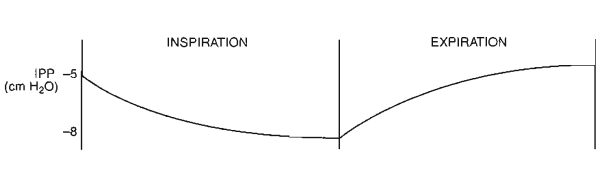 INSPIRATION EXPIRATION
IPP –5
(cm H₂O)
–8